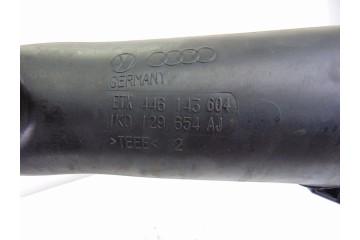 GERMANY
ETK 446 145 604
1K0 129 654 AJ
>TEEE< 2